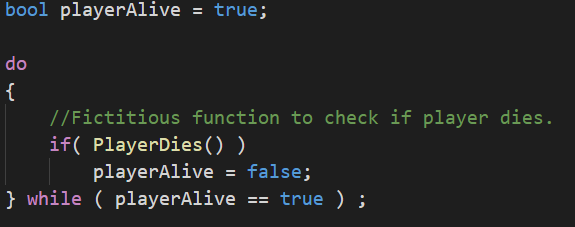 bool playerAlive = true;
do
{
//Fictitious function to check if player dies.
if( PlayerDies() )
playerAlive = false;
} while ( playerAlive == true ) ;